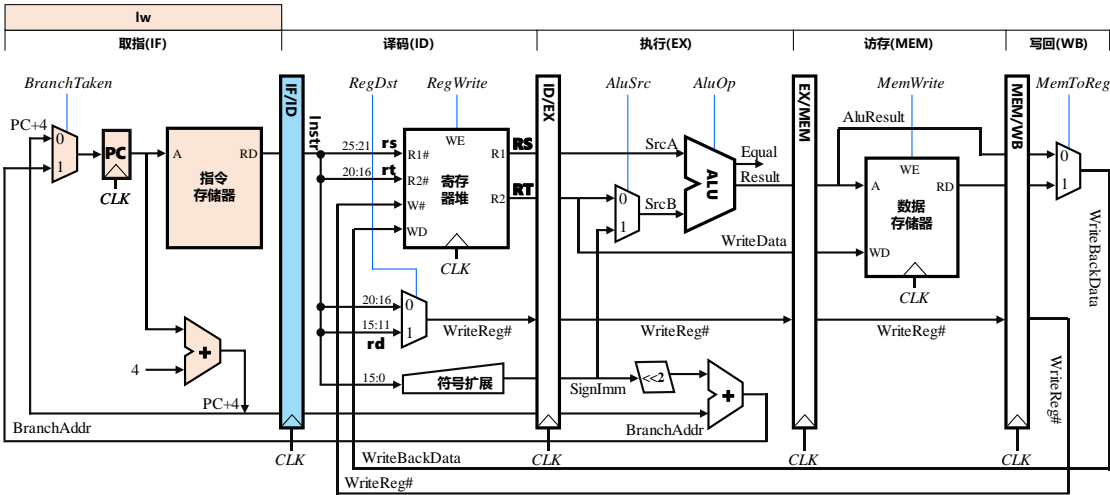 lw
取指(IF)
译码(ID)
执行(EX)
访存(MEM)
写回(WB)
BranchTaken
RegDst
RegWrite
AluSrc
AluOp
MemWrite
MemToReg
IF/ID
ID/EX
EX/MEM
MEM/WB
PC+4
0
1
PC
CLK
A
RD
指令
存储器
Instr
25:21
rs
20:16
rt
R1#
R2#
W#
WD
WE
寄存
器堆
R1
R2
CLK
RS
RT
0
1
SrcA
SrcB
ALU
Equal
Result
WriteData
AluResult
WE
A
RD
数据
存储器
WD
CLK
0
1
WriteBackData
20:16
15:11
rd
0
1
WriteReg#
WriteReg#
WriteReg#
WriteReg#
4
+
PC+4
15:0
符号扩展
SignImm
<<2
+
BranchAddr
BranchAddr
CLK
CLK
CLK
CLK
WriteBackData
WriteReg#